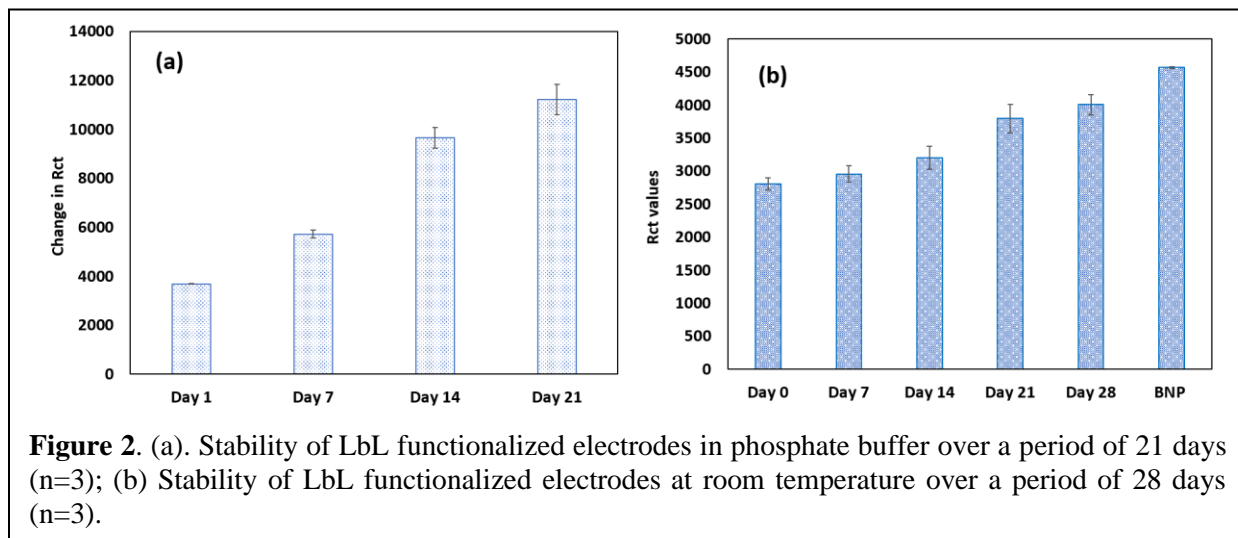 (a)
Change in Rct
14000
12000
10000
8000
6000
4000
2000
0
Day 1 Day 7 Day 14 Day 21
(b)
Rct values
5000
4500
4000
3500
3000
2500
2000
1500
1000
500
0
Day 0 Day 7 Day 14 Day 21 Day 28 BNP
Figure 2. (a). Stability of LbL functionalized electrodes in phosphate buffer over a period of 21 days
(n=3); (b) Stability of LbL functionalized electrodes at room temperature over a period of 28 days
(n=3).